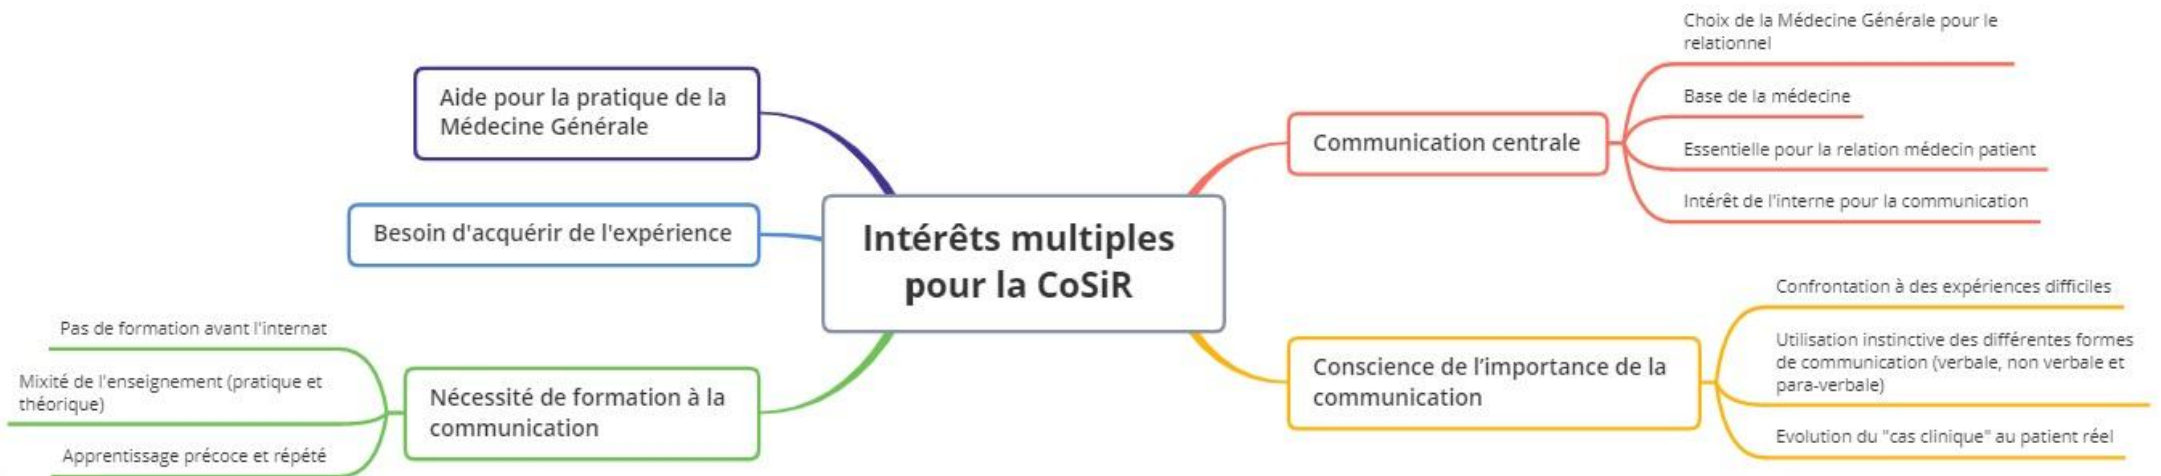 Intérêts multiples
pour la CoSiR
Aide pour la pratique de la
Médecine Générale
Besoin d'acquérir de l'expérience
Nécessité de formation à la
communication
Pas de formation avant l'internat
Mixité de l'enseignement (pratique et
théorique)
Apprentissage précoce et répété
Communication centrale
Choix de la Médecine Générale pour le
relationnel
Base de la médecine
Essentielle pour la relation médecin patient
Intérêt de l'interne pour la communication
Conscience de l’importance de la
communication
Confrontation à des expériences difficiles
Utilisation instinctive des différentes formes
de communication (verbale, non verbale et
para-verbale)
Evolution du "cas clinique" au patient réel